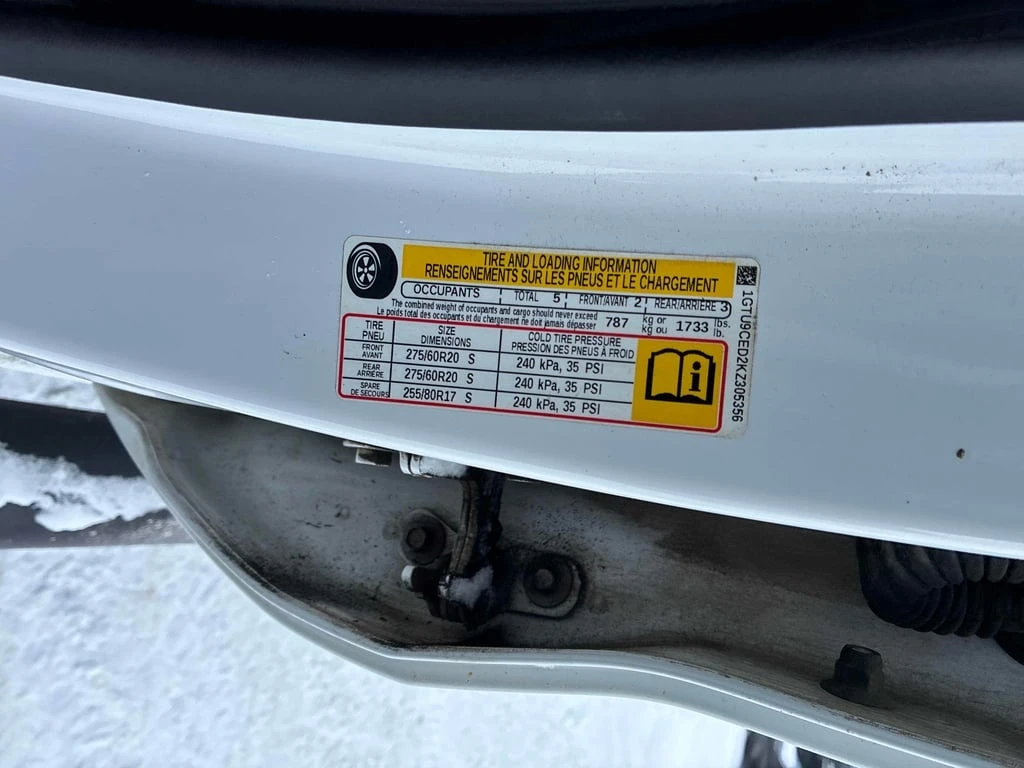 TIRE AND LOADING INFORMATION
RENSEIGNEMENTS SUR LES PNEUS ET LE CHARGEMENT
OCCUPANTS TOTAL 5 FRONT/AVANT 2 REAR/ARRIÈRE 3
The combined weight of occupants and cargo should never exceed 787 kg or 1733 lbs.
Le poids total des occupants et du chargement ne doit jamais dépasser kg ou lb.
TIRE PNEU SIZE DIMENSIONS COLD TIRE PRESSURE PRESSION DES PNEUS À FROID
FRONT AVANT 275/60R20 S 240 kPa, 35 PSI
REAR ARRIÈRE 275/60R20 S 240 kPa, 35 PSI
SPARE DE SECOURS 255/80R17 S 240 kPa, 35 PSI
1GTU9CED2KZ305356